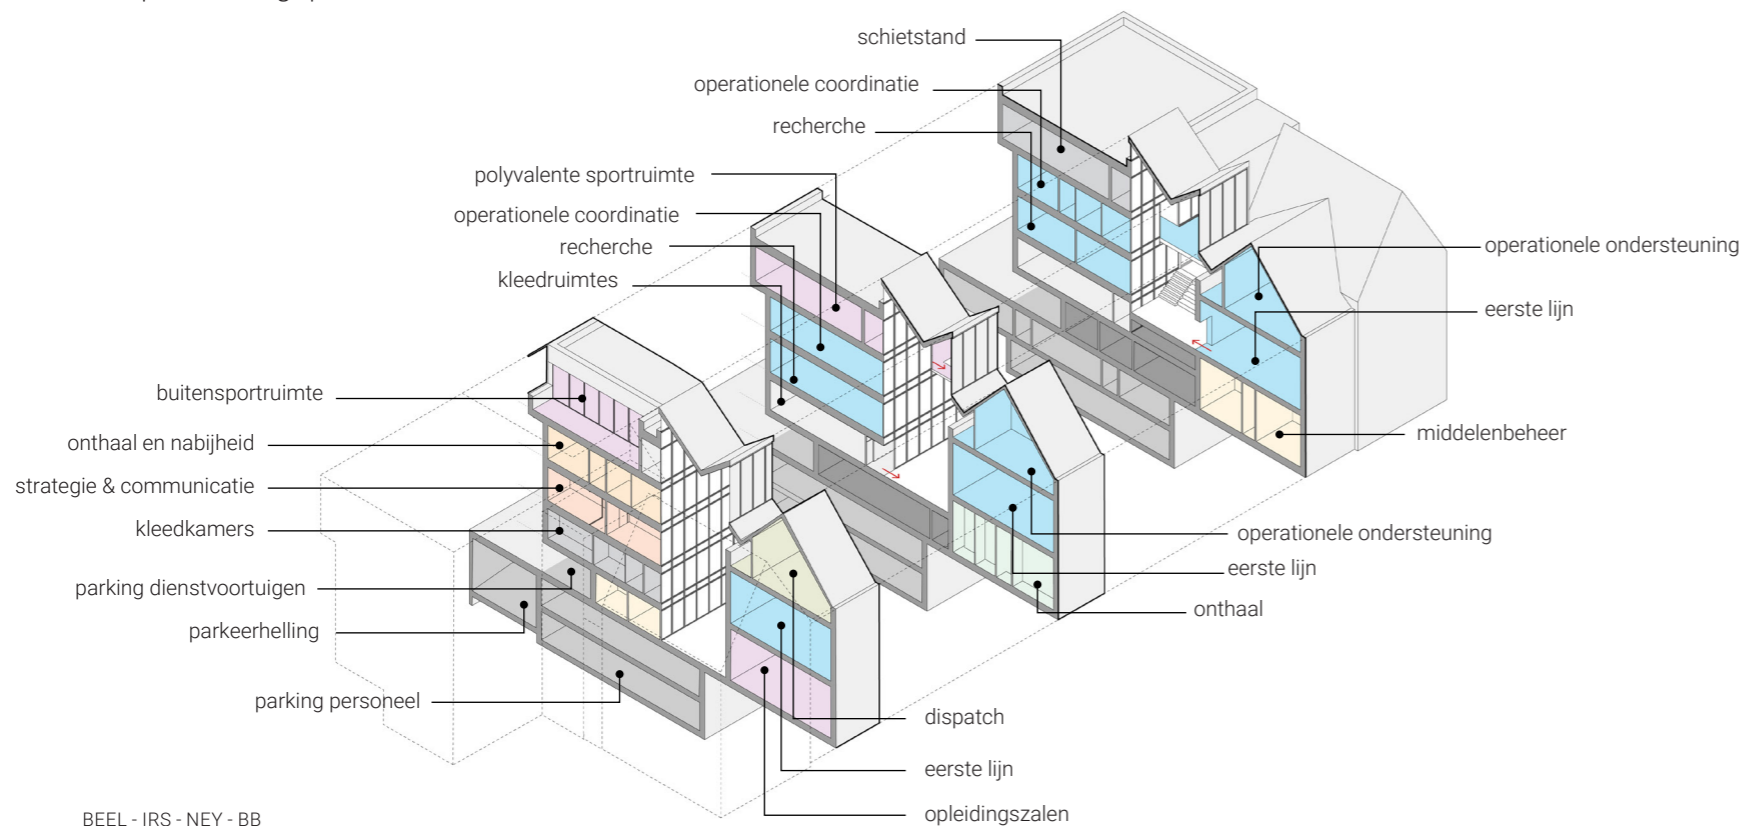 schietstand
operationele coordinatie
recherche
polyvalente sportruimte
operationele coordinatie
recherche
kleedruimtes
operationele ondersteuning
eerste lijn
buitensportruimte
onthaal en nabijheid
strategie & communicatie
kleedkamers
parking dienstvoortuigen
parkeerhelling
parking personeel
middelenbeheer
operationele ondersteuning
eerste lijn
onthaal
dispatch
eerste lijn
opleidingszalen
BEEL - IRS - NEY - BB